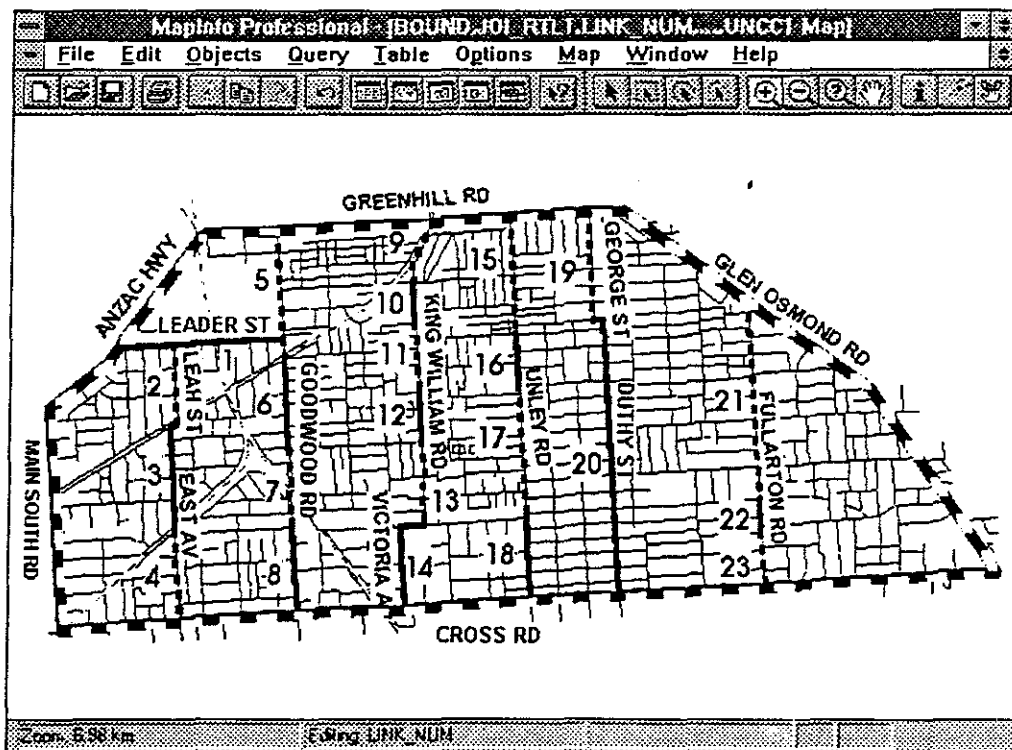 MapInfo Professional - [BOUND,JOI_RTLT,LINK_NUM,...,UNCC1 Map]
File Edit Objects Query Table Options Map Window Help
GREENHILL RD
ANZAC HWY
9
5
15
19
GEORGE ST
GLEN OSMOND RD
10
LEADER ST
KING WILLIAM RD
1
11
2
LEAH ST
16
6
GOODWOOD RD
UNLEY RD
DUTHY ST
12
21
FULLARTON RD
17
MAIN SOUTH RD
3
EAST AV
20
7
VICTORIA A
13
22
4
8
14
18
23
CROSS RD
Zoom: 6.98 km Editing: LINK_NUM